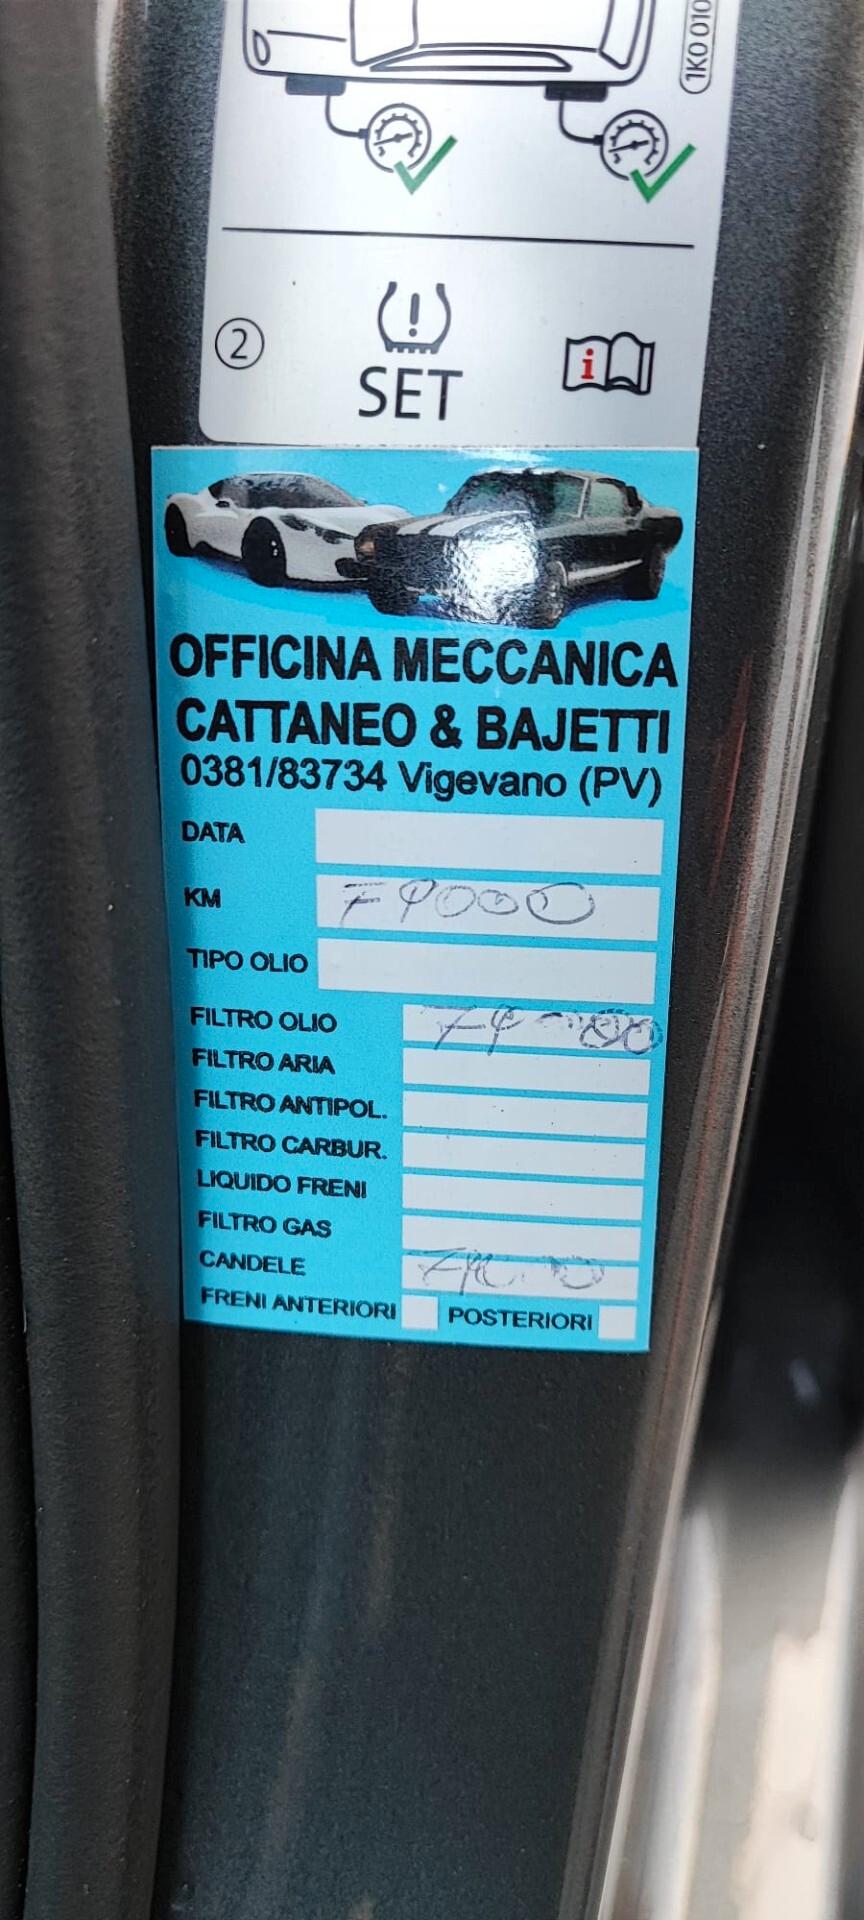 1K0 010
2
SET
i
OFFICINA MECCANICA
CATTANEO & BAJETTI
0381/83734 Vigevano (PV)
DATA
KM 74000
TIPO OLIO
FILTRO OLIO
FILTRO ARIA
FILTRO ANTIPOL.
FILTRO CARBUR.
LIQUIDO FRENI
FILTRO GAS
CANDELE
FRENI ANTERIORI POSTERIORI